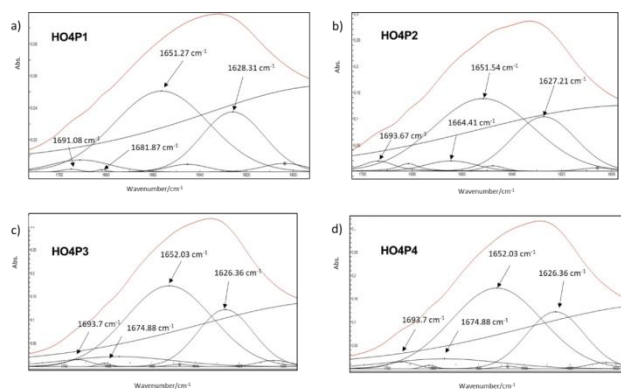 a)
HO4P1
Abs.
1651.27 cm-1
1628.31 cm-1
1691.08 cm-1
1681.87 cm-1
Wavenumber/cm-1
b)
HO4P2
Abs.
1651.54 cm-1
1627.21 cm-1
1693.67 cm-1
1664.41 cm-1
Wavenumber/cm-1
c)
HO4P3
Abs.
1652.03 cm-1
1626.36 cm-1
1693.7 cm-1
1674.88 cm-1
Wavenumber/cm-1
d)
HO4P4
Abs.
1652.03 cm-1
1626.36 cm-1
1693.7 cm-1
1674.88 cm-1
Wavenumber/cm-1